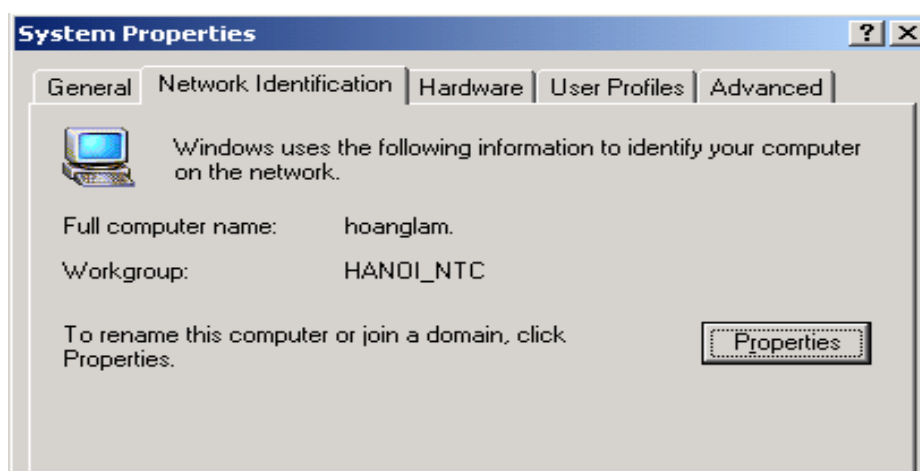 System Properties
General Network Identification Hardware User Profiles Advanced
Windows uses the following information to identify your computer
on the network.
Full computer name: hoanglam.
Workgroup: HANOI_NTC
To rename this computer or join a domain, click
Properties.
Properties